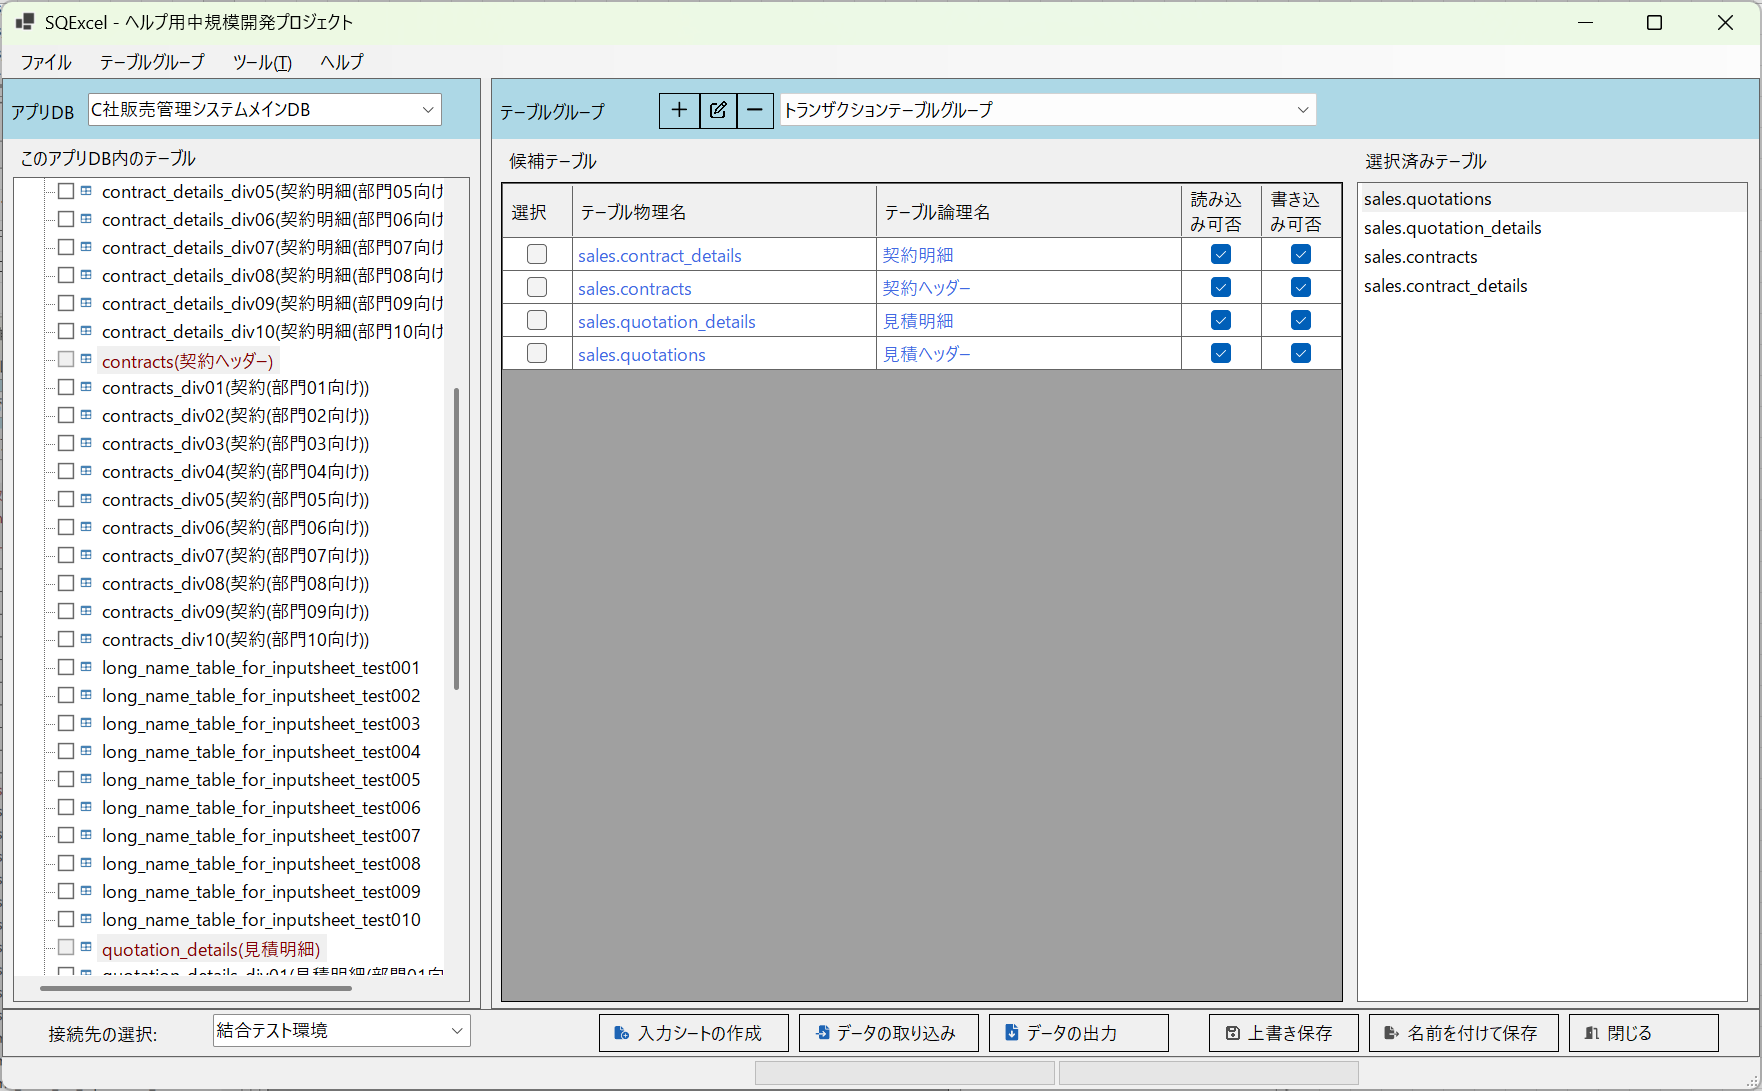 SQExcel - ヘルプ用中規模開発プロジェクト
ファイル テーブルグループ ツール(T) ヘルプ
アプリDB C社販売管理システムメインDB
このアプリDB内のテーブル
contract_details_div05(契約明細(部門05向け
contract_details_div06(契約明細(部門06向け
contract_details_div07(契約明細(部門07向け
contract_details_div08(契約明細(部門08向け
contract_details_div09(契約明細(部門09向け
contract_details_div10(契約明細(部門10向け
contracts(契約ヘッダー)
contracts_div01(契約(部門01向け))
contracts_div02(契約(部門02向け))
contracts_div03(契約(部門03向け))
contracts_div04(契約(部門04向け))
contracts_div05(契約(部門05向け))
contracts_div06(契約(部門06向け))
contracts_div07(契約(部門07向け))
contracts_div08(契約(部門08向け))
contracts_div09(契約(部門09向け))
contracts_div10(契約(部門10向け))
long_name_table_for_inputsheet_test001
long_name_table_for_inputsheet_test002
long_name_table_for_inputsheet_test003
long_name_table_for_inputsheet_test004
long_name_table_for_inputsheet_test005
long_name_table_for_inputsheet_test006
long_name_table_for_inputsheet_test007
long_name_table_for_inputsheet_test008
long_name_table_for_inputsheet_test009
long_name_table_for_inputsheet_test010
quotation_details(見積明細)
quotation_details_div01(見積明細(部門01向
テーブルグループ トランザクションテーブルグループ
候補テーブル
選択 テーブル物理名 テーブル論理名 読み込み可否 書き込み可否
sales.contract_details 契約明細
sales.contracts 契約ヘッダー
sales.quotation_details 見積明細
sales.quotations 見積ヘッダー
選択済みテーブル
sales.quotations
sales.quotation_details
sales.contracts
sales.contract_details
接続先の選択: 結合テスト環境 入力シートの作成 データの取り込み データの出力 上書き保存 名前を付けて保存 閉じる